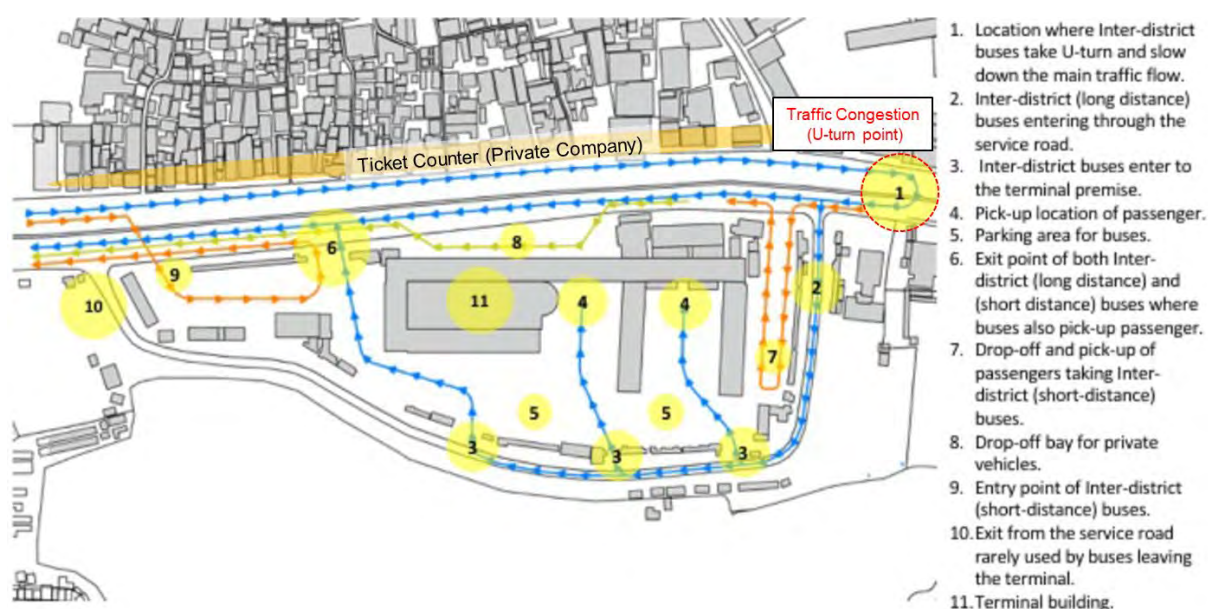 Traffic Congestion
(U-turn point)
Ticket Counter (Private Company)
1
6
8
9
2
10
11
4
4
7
5
5
3
3
3
1. Location where Inter-district
buses take U-turn and slow
down the main traffic flow.
2. Inter-district (long distance)
buses entering through the
service road.
3. Inter-district buses enter to
the terminal premise.
4. Pick-up location of passenger.
5. Parking area for buses.
6. Exit point of both Inter-
district (long distance) and
(short distance) buses where
buses also pick-up passenger.
7. Drop-off and pick-up of
passengers taking Inter-
district (short-distance)
buses.
8. Drop-off bay for private
vehicles.
9. Entry point of Inter-district
(short-distance) buses.
10. Exit from the service road
rarely used by buses leaving
the terminal.
11. Terminal building.